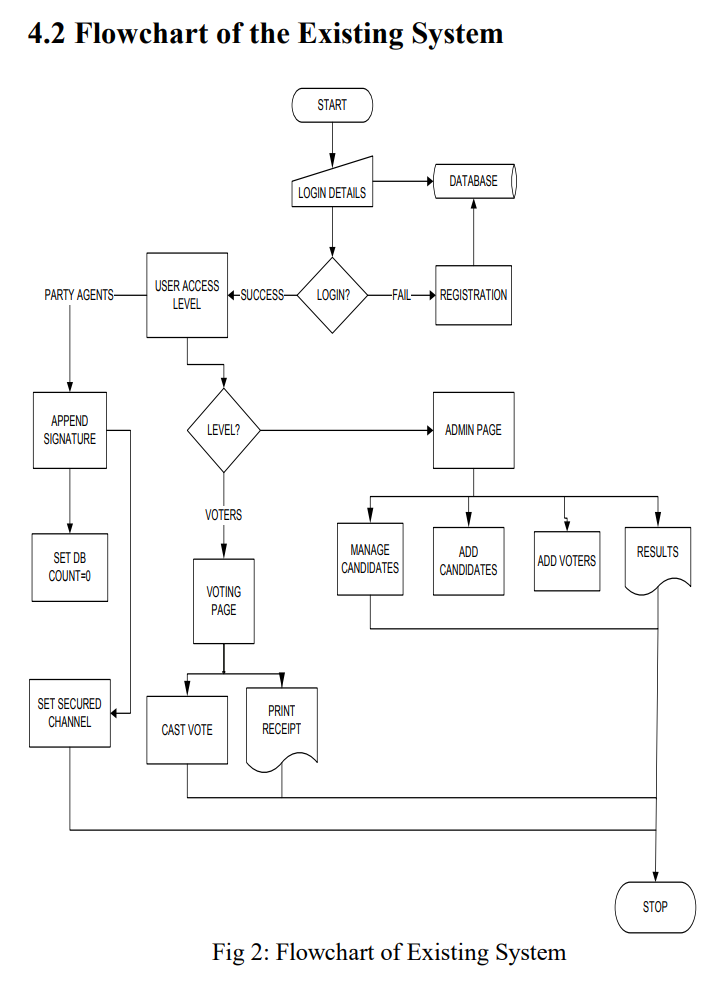 4.2 Flowchart of the Existing System
START
LOGIN DETAILS
DATABASE
PARTY AGENTS
USER ACCESS
LEVEL
SUCCESS
LOGIN?
FAIL
REGISTRATION
APPEND
SIGNATURE
LEVEL?
ADMIN PAGE
VOTERS
SET DB
COUNT=0
MANAGE
CANDIDATES
ADD
CANDIDATES
ADD VOTERS
RESULTS
VOTING
PAGE
SET SECURED
CHANNEL
CAST VOTE
PRINT
RECEIPT
STOP
Fig 2: Flowchart of Existing System